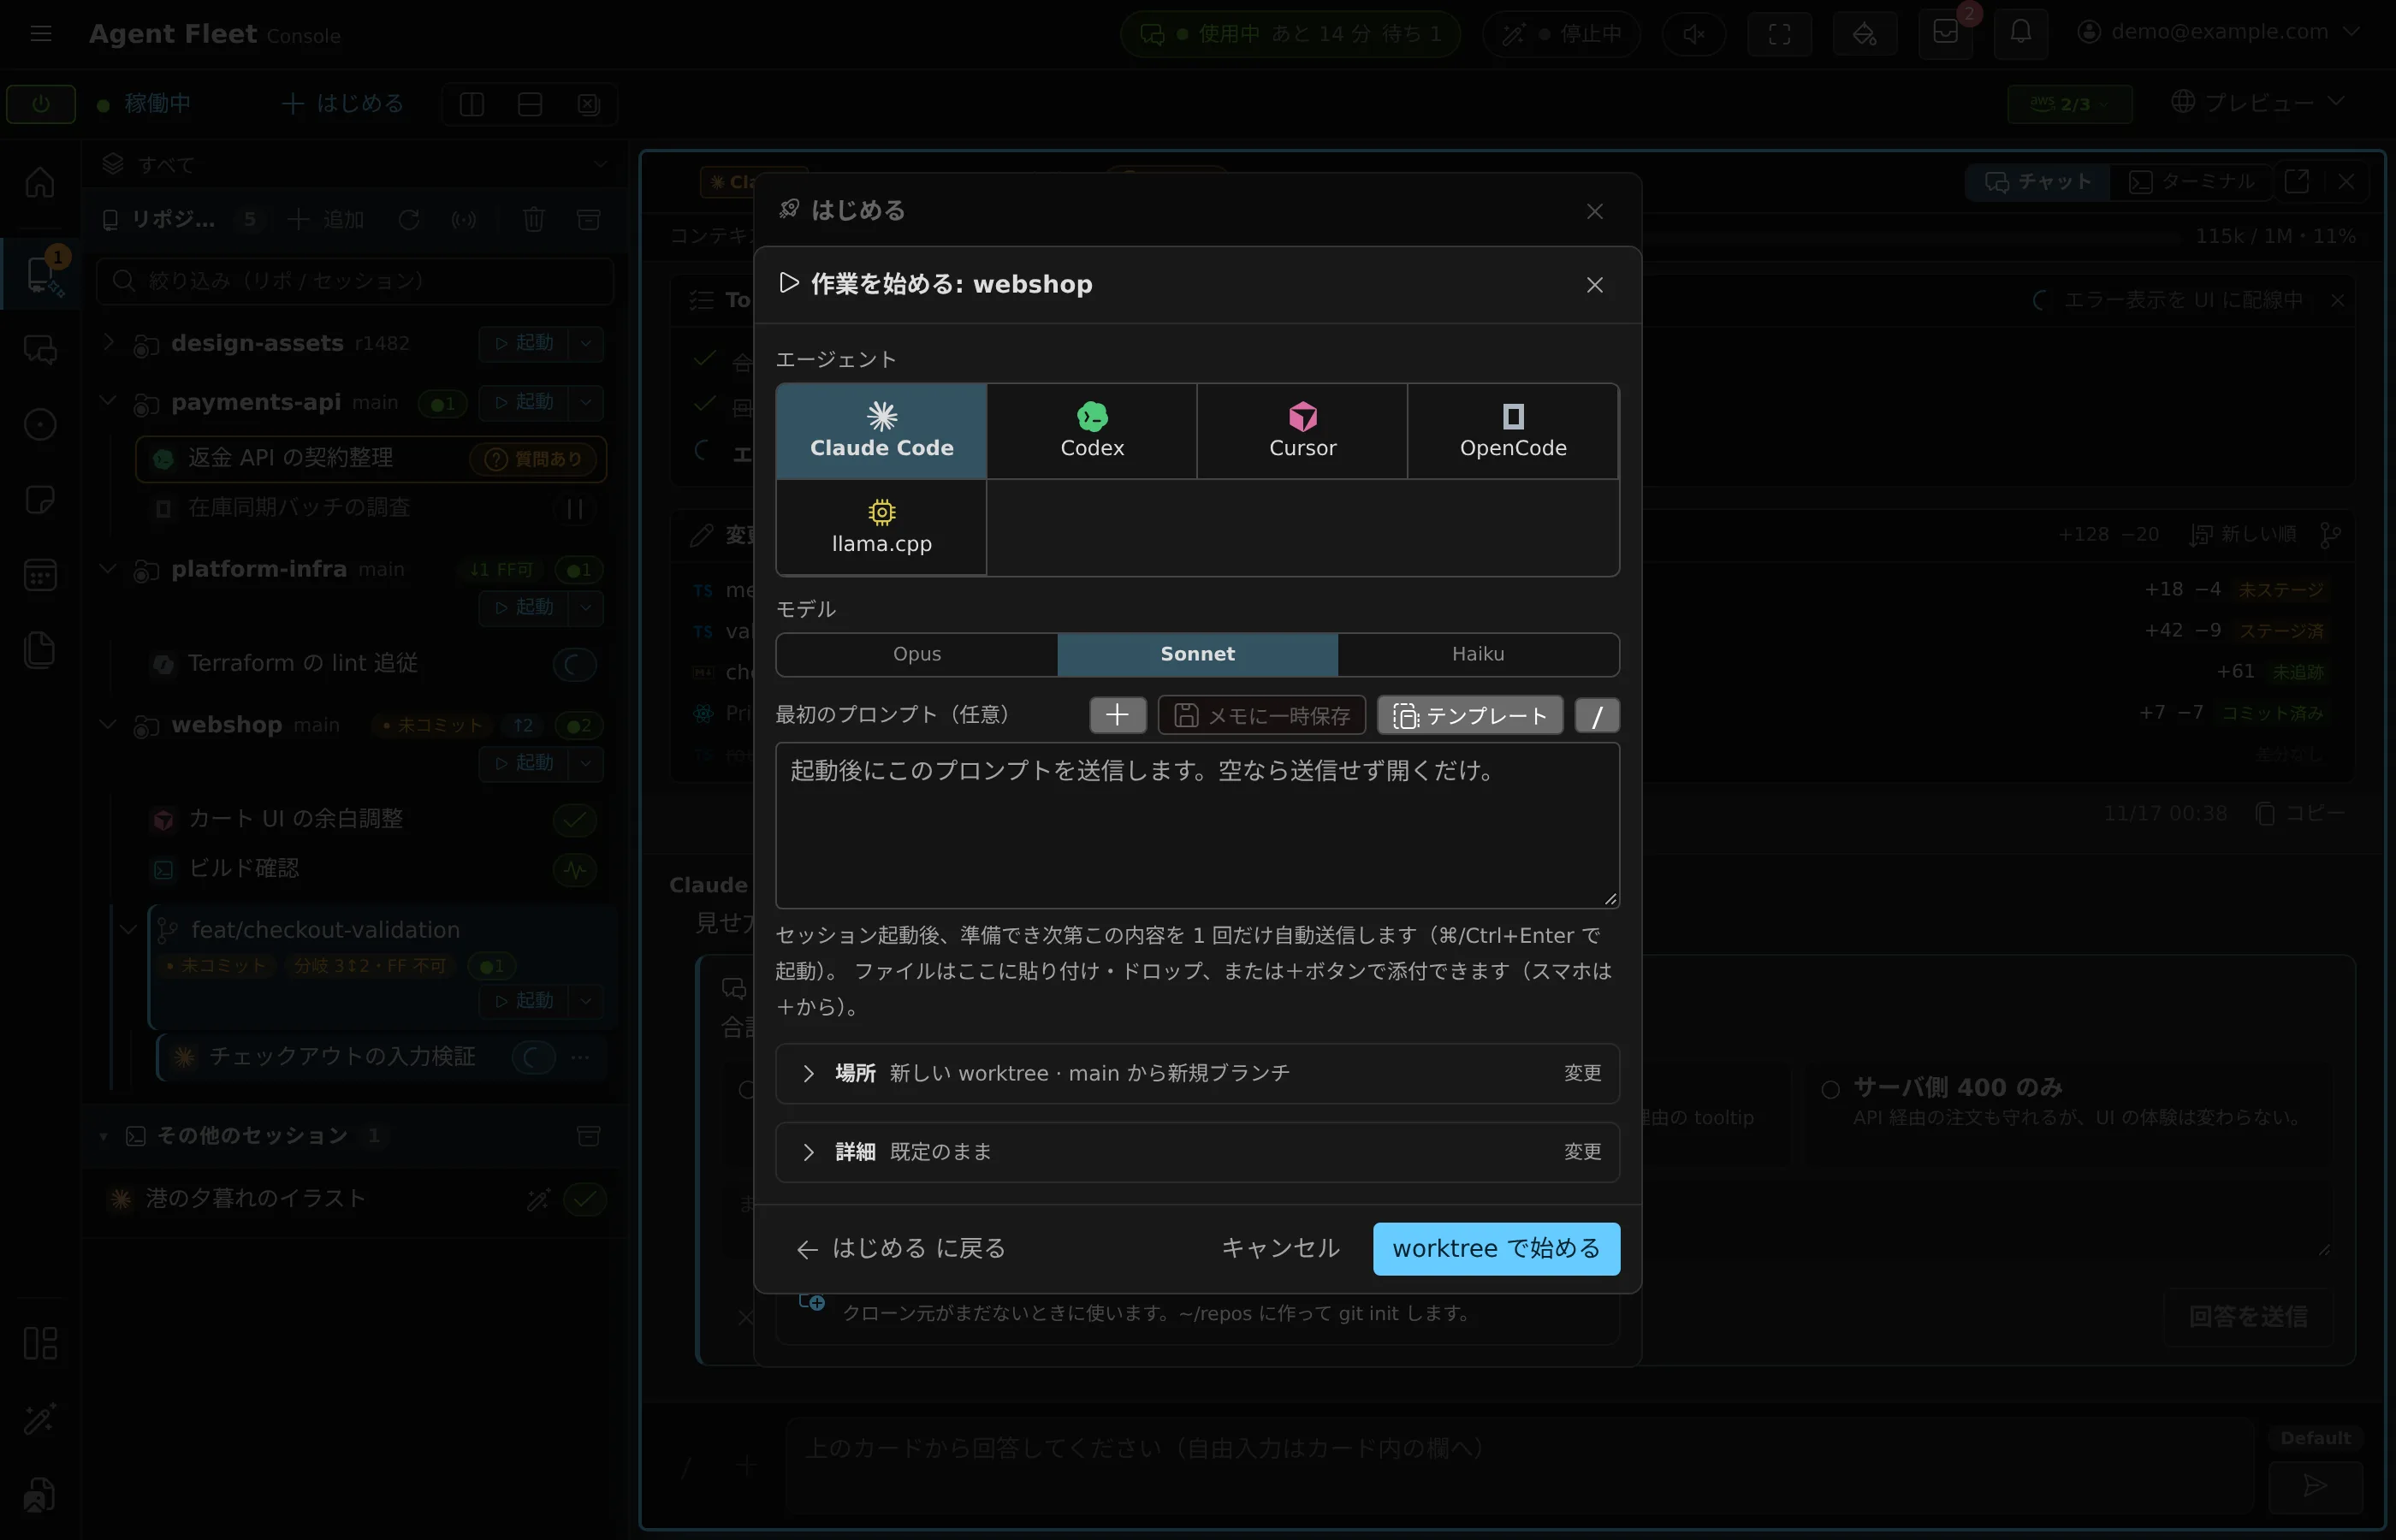 Agent Fleet Console
使用中 あと 14 分 待ち 1
停止中
2
demo@example.com
稼働中
はじめる
aws 2/3
プレビュー
すべて
リポジ… 5 追加
1
絞り込み（リポ / セッション）
design-assets r1482 起動
payments-api main 1 起動
返金 API の契約整理 質問あり
在庫同期バッチの調査
platform-infra main ↓1 FF可 1
起動
Terraform の lint 追従
webshop main 未コミット ↑2 2
起動
カート UI の余白調整
ビルド確認
feat/checkout-validation
未コミット 分岐 3↕2・FF 不可 1
起動
チェックアウトの入力検証
その他のセッション 1
港の夕暮れのイラスト
チャット
ターミナル
115k / 1M・11%
エラー表示を UI に配線中
+128 −20 新しい順
+18 −4 未ステージ
+42 −9 ステージ済
+61 未追跡
+7 −7 コミット済み
差分なし
11/17 00:38 コピー
Claude
サーバ側 400 のみ
API 経由の注文も守れるが、UI の体験は変わらない。
理由の tooltip
回答を送信
上のカードから回答してください（自由入力はカード内の欄へ）
Default
はじめる
作業を始める: webshop
エージェント
Claude Code
Codex
Cursor
OpenCode
llama.cpp
モデル
Opus
Sonnet
Haiku
最初のプロンプト（任意）
メモに一時保存
テンプレート
/
起動後にこのプロンプトを送信します。空なら送信せず開くだけ。
セッション起動後、準備でき次第この内容を 1 回だけ自動送信します（⌘/Ctrl+Enter で
起動）。 ファイルはここに貼り付け・ドロップ、または＋ボタンで添付できます（スマホは
＋から）。
場所 新しい worktree · main から新規ブランチ 変更
詳細 既定のまま 変更
← はじめる に戻る
キャンセル
worktree で始める
クローン元がまだないときに使います。~/repos に作って git init します。